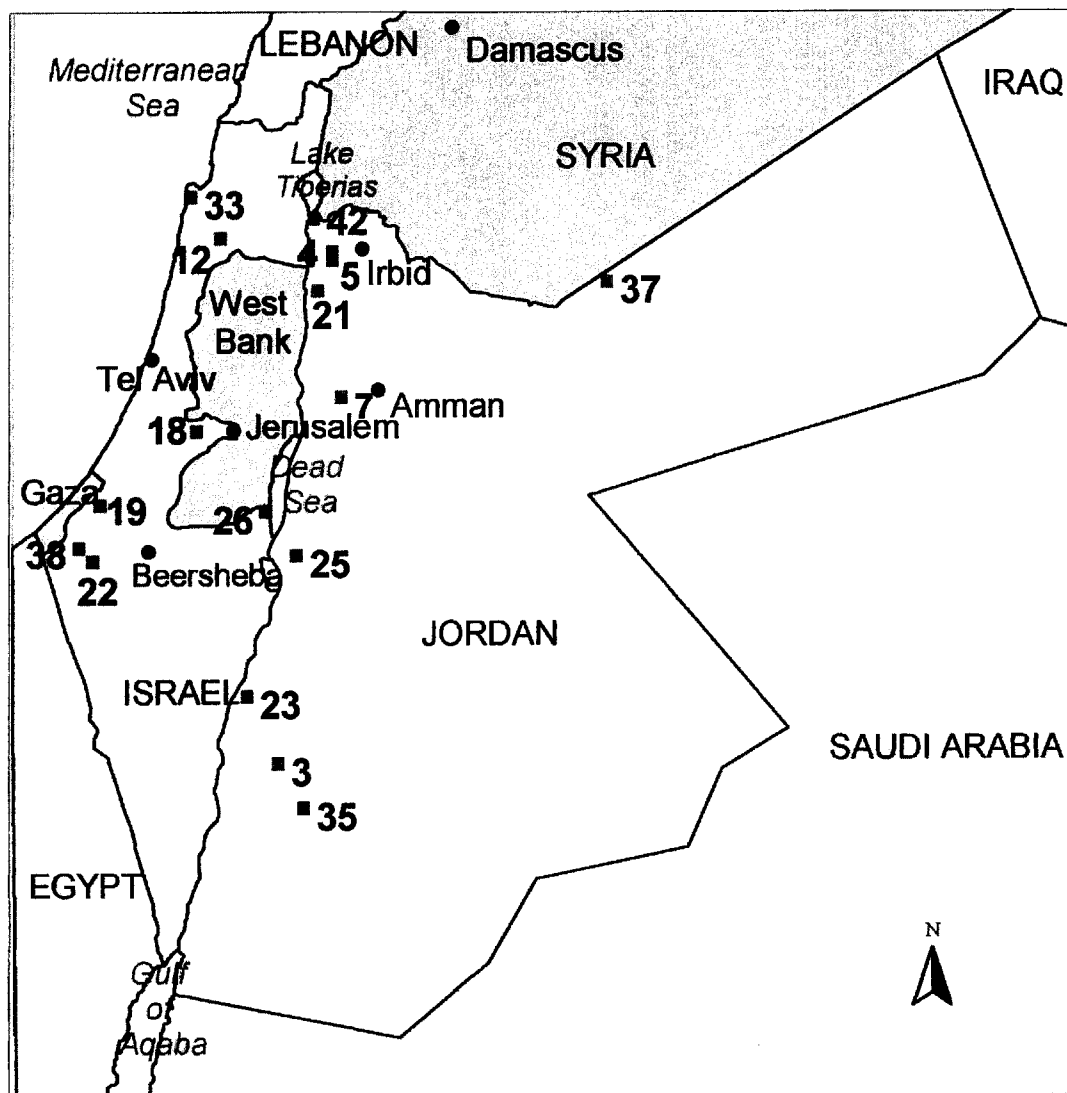 LEBANON
Damascus
Mediterranean
Sea
IRAQ
SYRIA
Lake
Tiberias
33
42
12
4
5
Irbid
37
21
West
Bank
Tel Aviv
7
Amman
18
Jerusalem
Dead
Sea
Gaza
19
26
38
22
Beersheba
25
JORDAN
ISRAEL
23
SAUDI ARABIA
3
35
EGYPT
N
Gulf
of
Aqaba